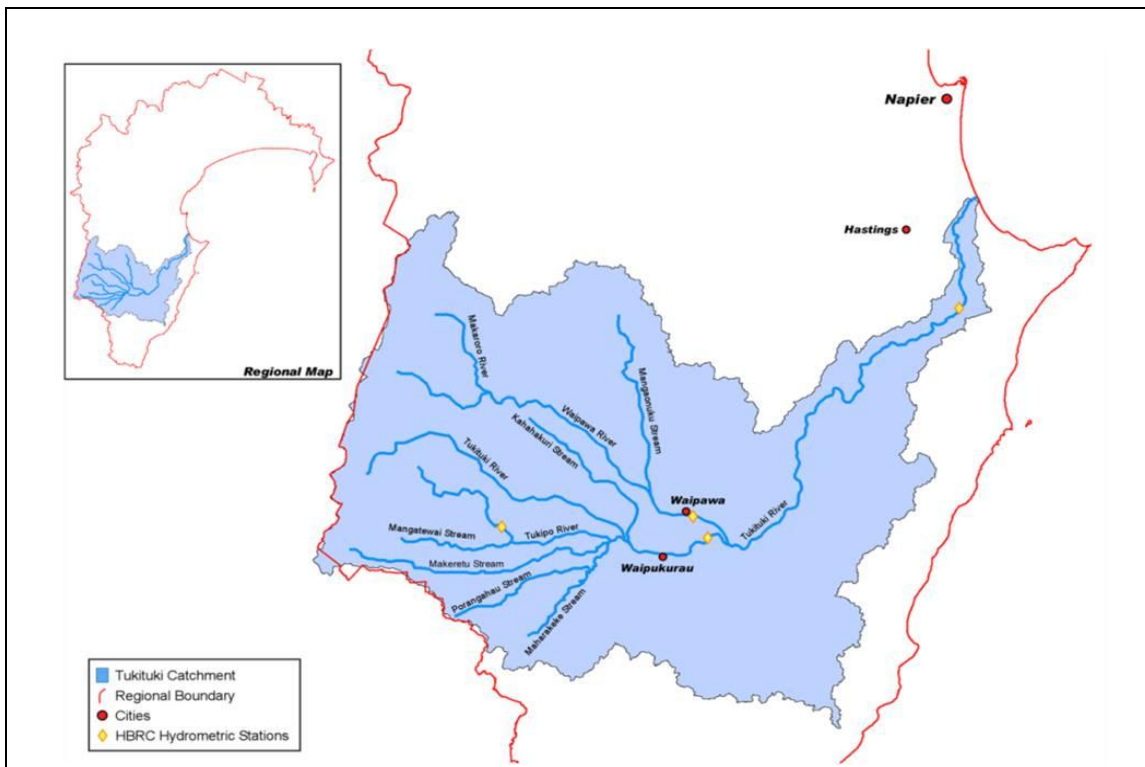 Napier
Hastings
Regional Map
Makaroro River
Mangaonuku Stream
Waipawa River
Kahahakuri Stream
Tukituki River
Waipawa
Tukituki River
Mangatewai Stream
Tukipo River
Makeretu Stream
Waipukurau
Porangahau Stream
Maharakeke Stream
Tukituki Catchment
Regional Boundary
Cities
HBRC Hydrometric Stations